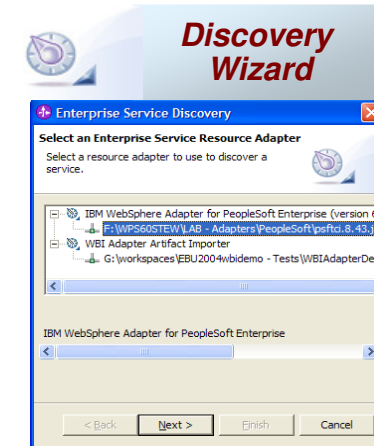 Discovery
Wizard
Enterprise Service Discovery
Select an Enterprise Service Resource Adapter
Select a resource adapter to use to discover a
service.
IBM WebSphere Adapter for PeopleSoft Enterprise (version 6
F:\WPS60STEW\LAB - Adapters\PeopleSoft\psftci.8.43.j
WBI Adapter Artifact Importer
G:\workspaces\EBU2004wbidemo - Tests\WBIAdapterDe
IBM WebSphere Adapter for PeopleSoft Enterprise
< Back Next > Finish Cancel